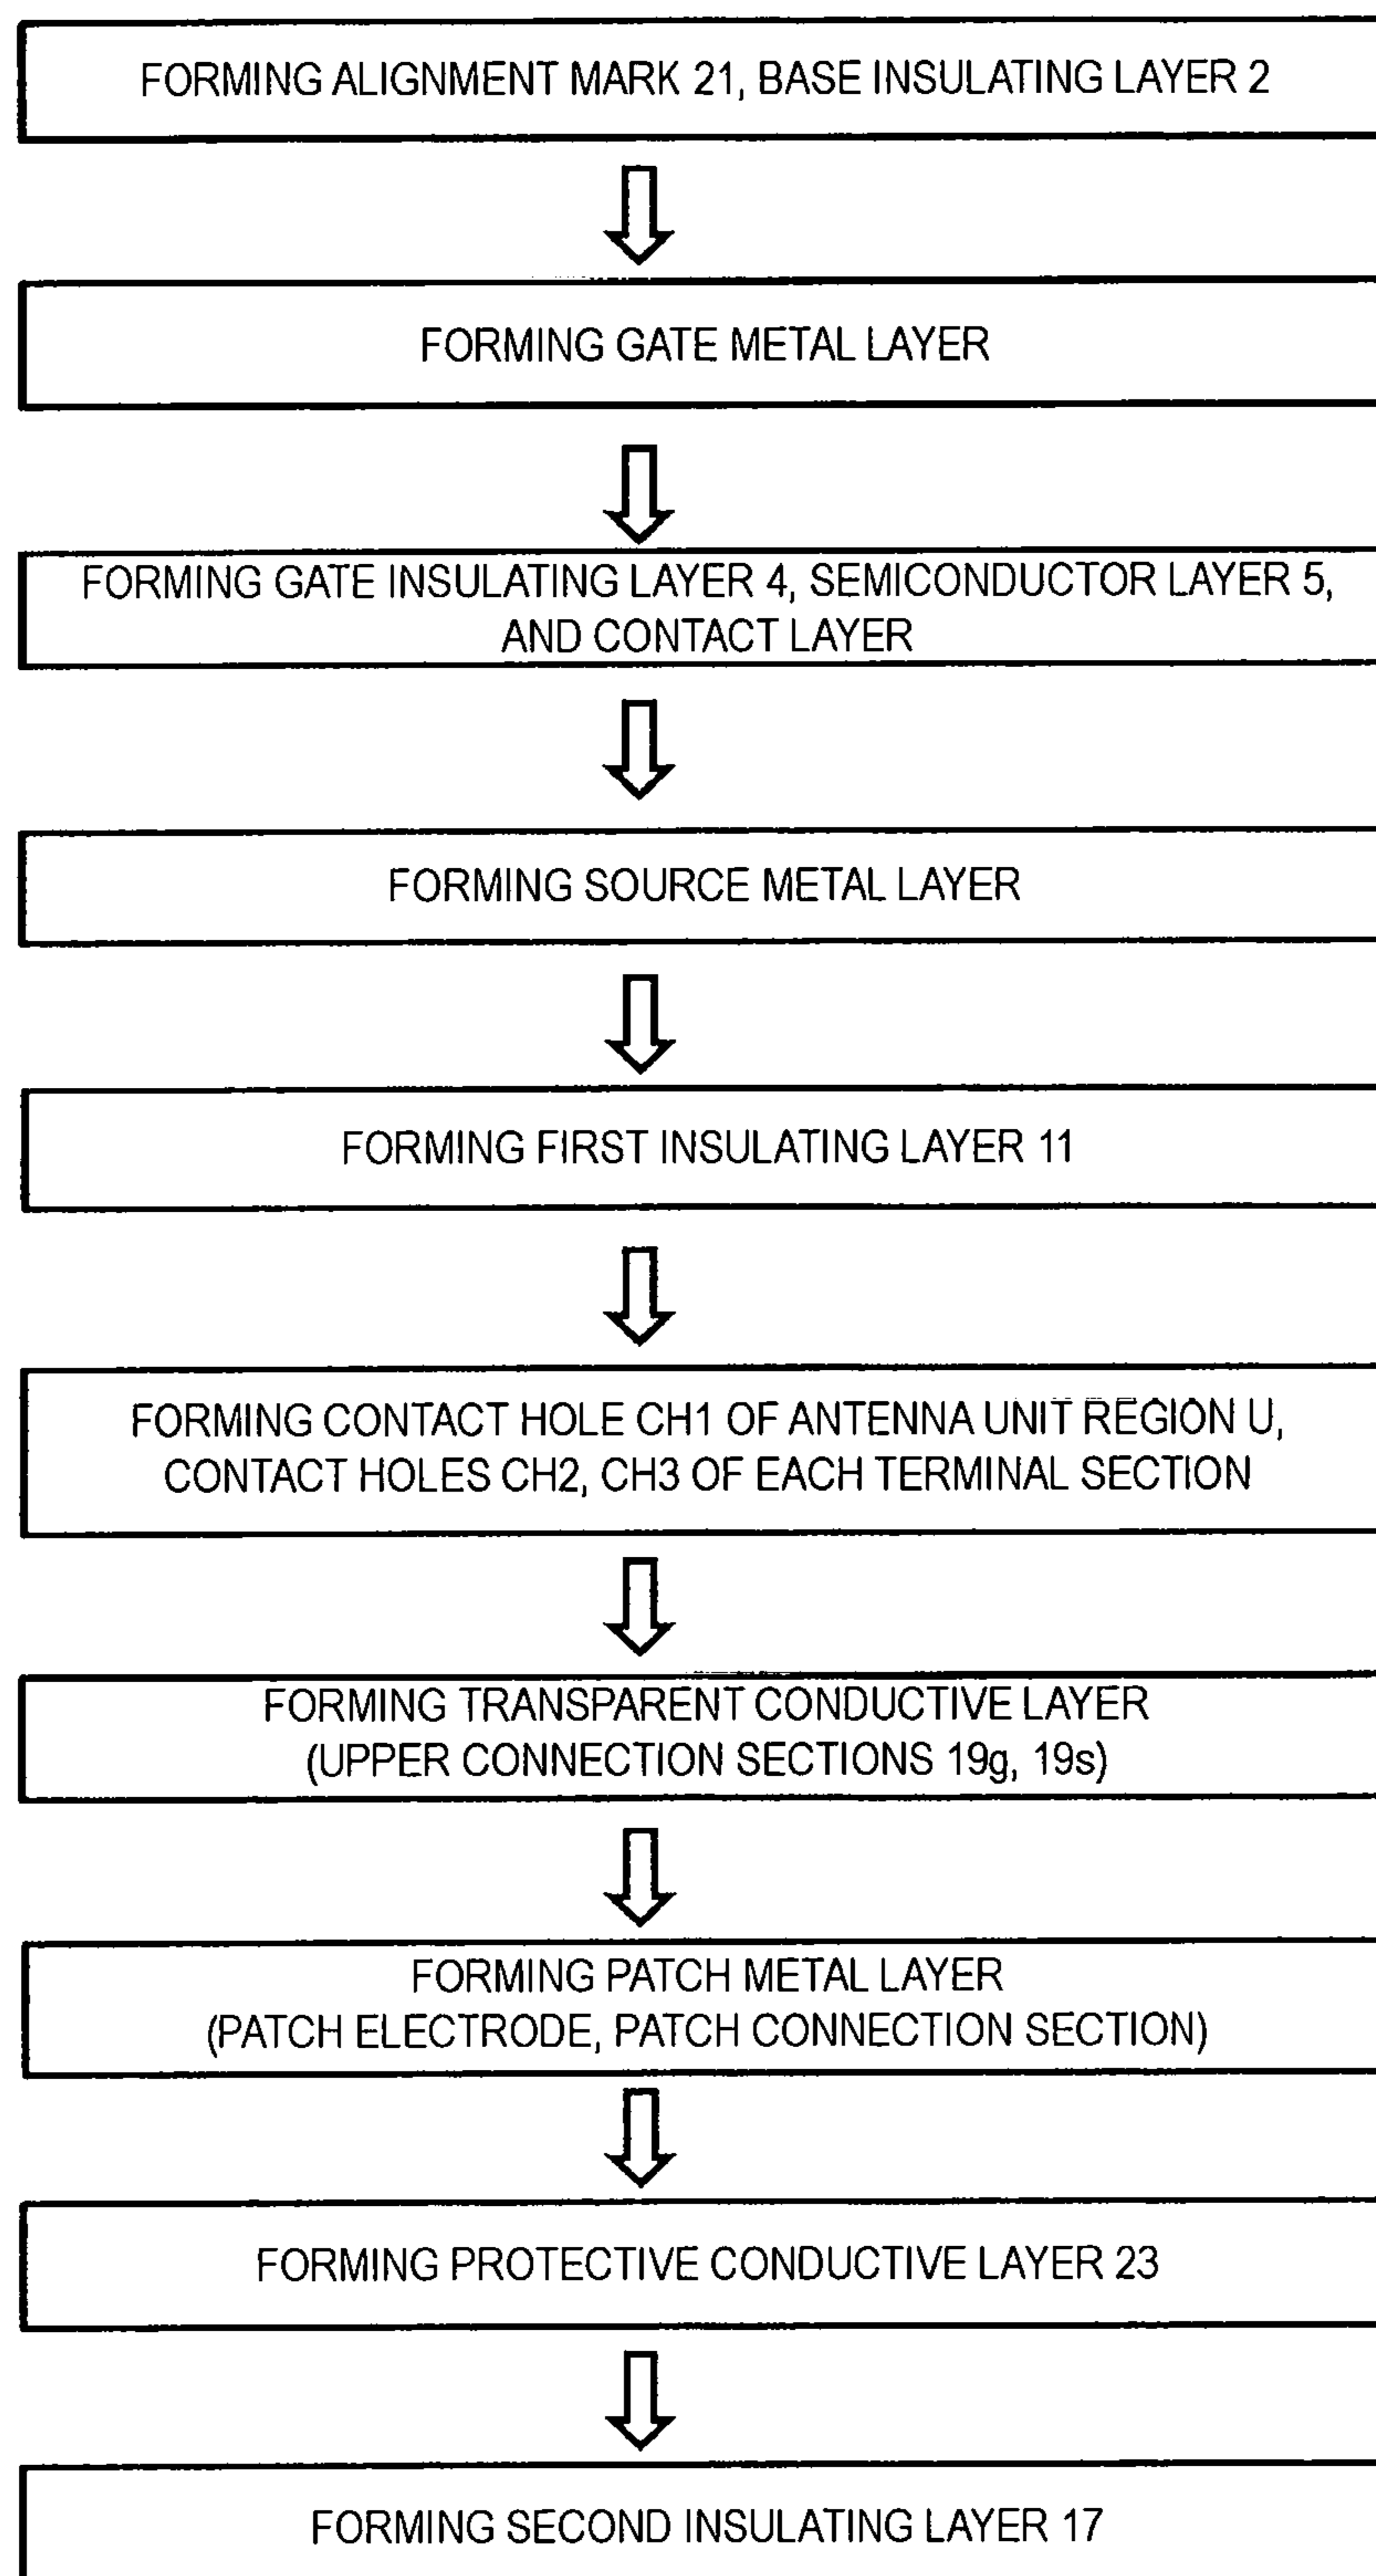 FORMING ALIGNMENT MARK 21, BASE INSULATING LAYER 2
FORMING GATE METAL LAYER
FORMING GATE INSULATING LAYER 4, SEMICONDUCTOR LAYER 5,
AND CONTACT LAYER
FORMING SOURCE METAL LAYER
FORMING FIRST INSULATING LAYER 11
FORMING CONTACT HOLE CH1 OF ANTENNA UNIT REGION U,
CONTACT HOLES CH2, CH3 OF EACH TERMINAL SECTION
FORMING TRANSPARENT CONDUCTIVE LAYER
(UPPER CONNECTION SECTIONS 19g, 19s)
FORMING PATCH METAL LAYER
(PATCH ELECTRODE, PATCH CONNECTION SECTION)
FORMING PROTECTIVE CONDUCTIVE LAYER 23
FORMING SECOND INSULATING LAYER 17